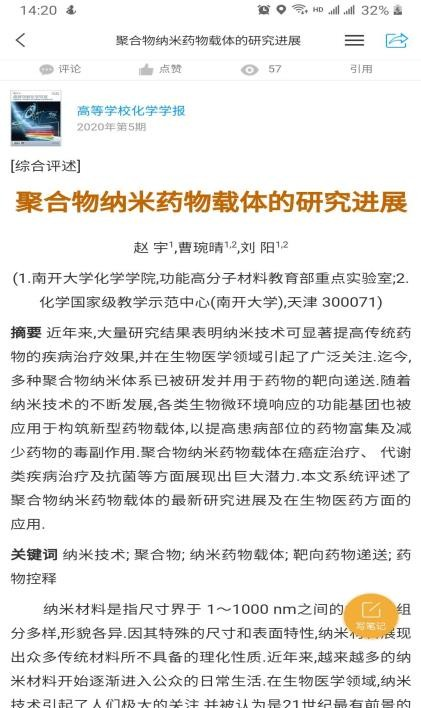 14:20
HD
32%
聚合物纳米药物载体的研究进展
评论
点赞
57
引用
高等学校化学学报
2020年第5期
[综合评述]
聚合物纳米药物载体的研究进展
赵 宇1,曹琬晴1,2,刘 阳1,2
(1.南开大学化学学院,功能高分子材料教育部重点实验室;2.
化学国家级教学示范中心(南开大学),天津 300071)
摘要 近年来,大量研究结果表明纳米技术可显著提高传统药
物的疾病治疗效果,并在生物医学领域引起了广泛关注.迄今,
多种聚合物纳米体系已被研发并用于药物的靶向递送.随着
纳米技术的不断发展,各类生物微环境响应的功能基团也被
应用于构筑新型药物载体,以提高患病部位的药物富集及减
少药物的毒副作用.聚合物纳米药物载体在癌症治疗、 代谢
类疾病治疗及抗菌等方面展现出巨大潜力.本文系统评述了
聚合物纳米药物载体的最新研究进展及在生物医药方面的
应用.
关键词 纳米技术; 聚合物; 纳米药物载体; 靶向药物递送; 药
物控释
纳米材料是指尺寸界于 1～1000 nm之间的 组
分多样,形貌各异.因其特殊的尺寸和表面特性,纳米 展现
出众多传统材料所不具备的理化性质.近年来,越来越多的纳
米材料开始逐渐进入公众的日常生活.在生物医学领域,纳米
技术引起了人们极大的关注,并被认为是21世纪最有前景的
写笔记